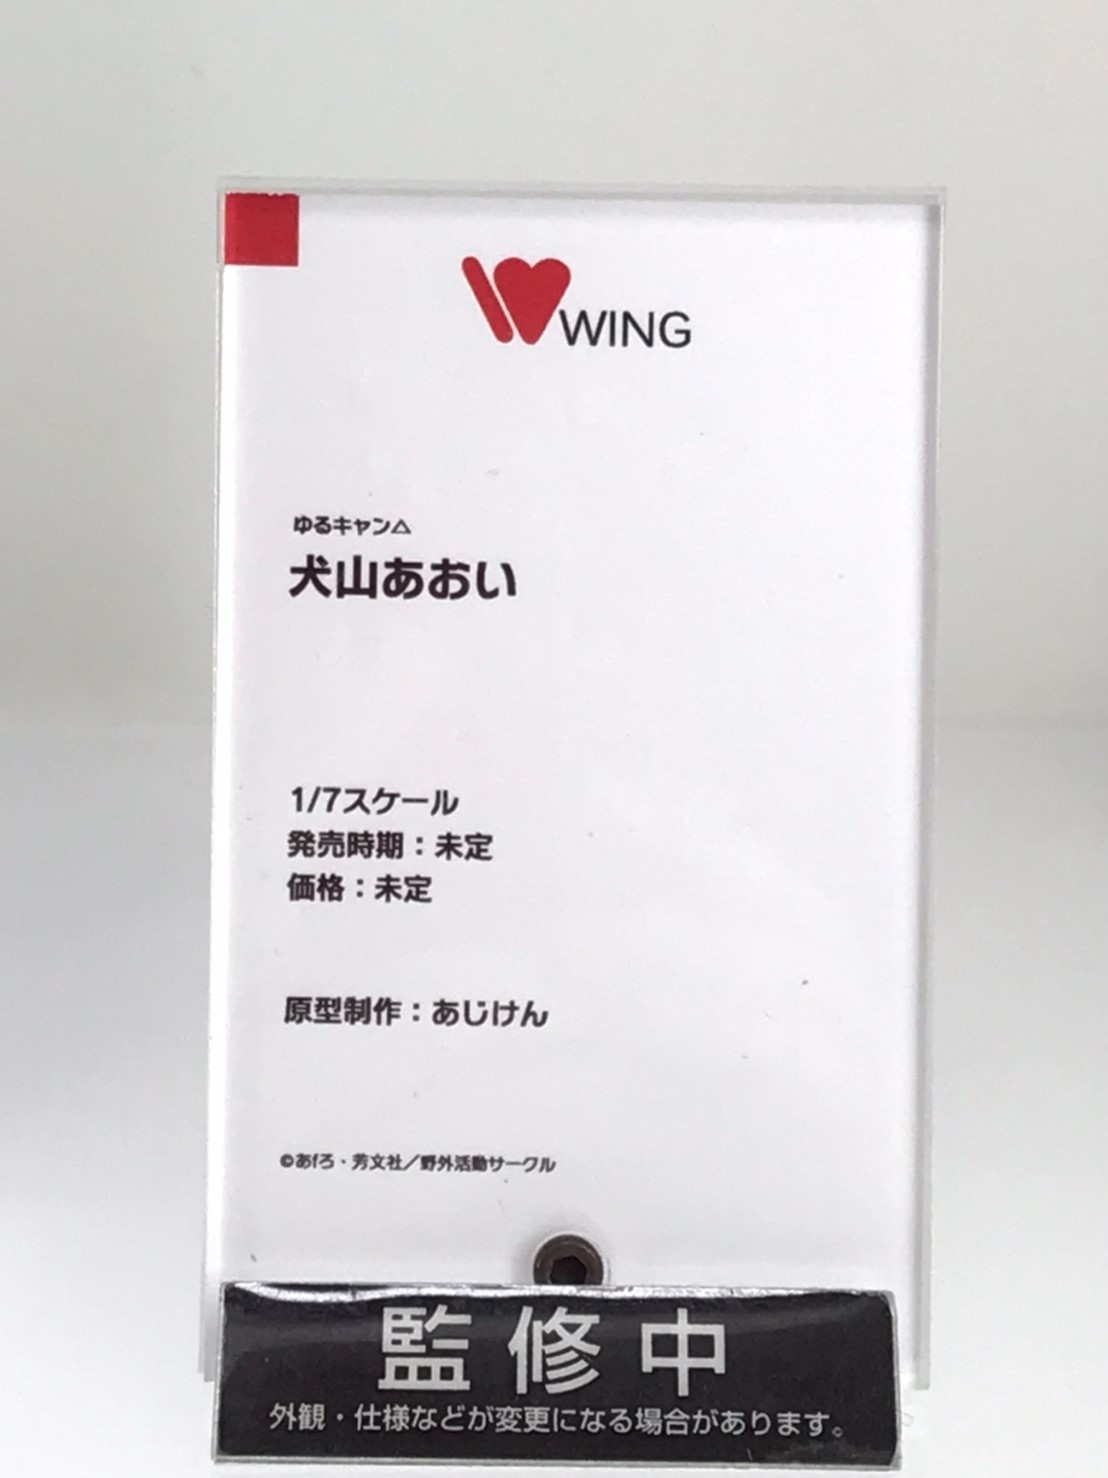 WING
ゆるキャン△
犬山あおい
1/7スケール
発売時期：未定
価格：未定
原型制作：あじけん
©あfろ・芳文社／野外活動サークル
監修中
外観・仕様などが変更になる場合があります。